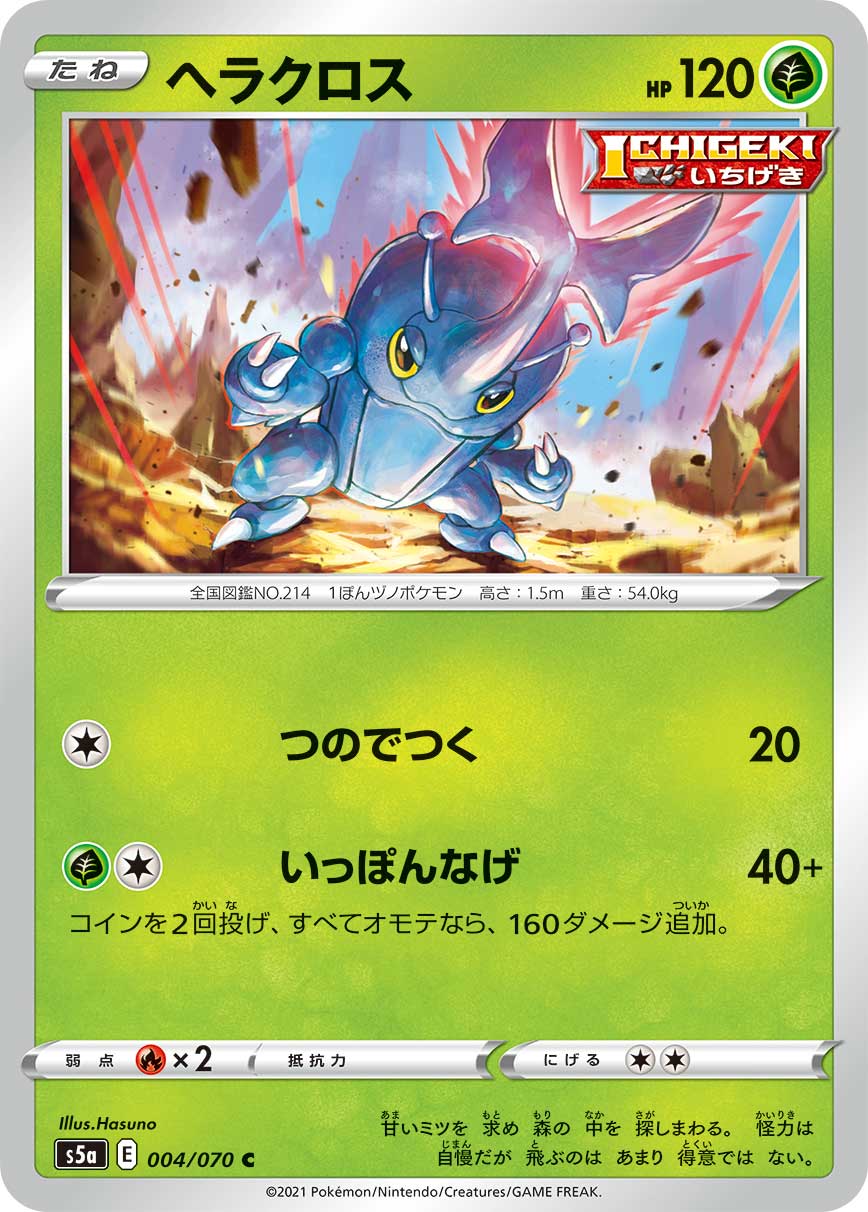 たね ヘラクロス HP 120
ICHIGEKI
いちげき
全国図鑑NO.214 1ぽんヅノポケモン 高さ：1.5m 重さ：54.0kg
つのでつく 20
いっぽんなげ 40+
コインを2回投げ、すべてオモテなら、160ダメージ追加。
弱点 ×2 抵抗力 にげる
Illus.Hasuno
甘いミツを 求め 森の 中を 探しまわる。 怪力は
自慢だが 飛ぶのは あまり 得意では ない。
s5a E 004/070 C
©2021 Pokémon/Nintendo/Creatures/GAME FREAK.